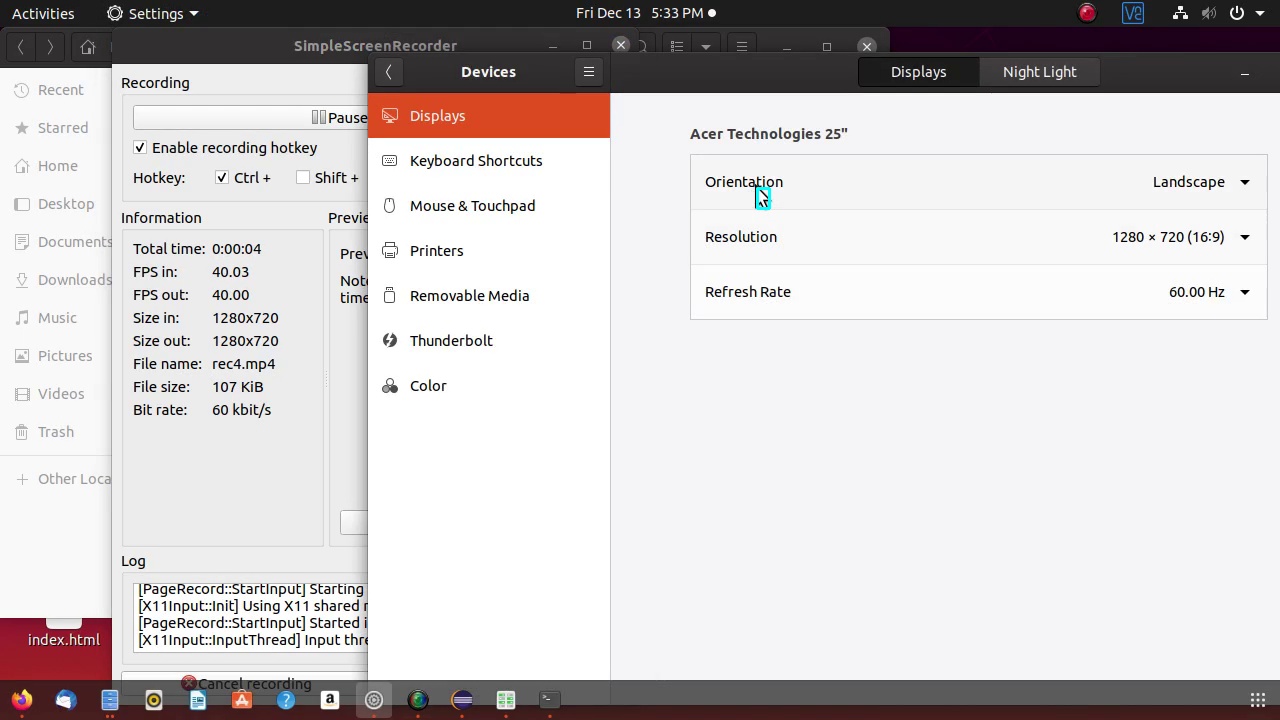 Activities
Settings
Fri Dec 13 5:33 PM
V2
SimpleScreenRecorder
Devices
Displays
Night Light
Recent
Starred
Home
Desktop
Documents
Downloads
Music
Pictures
Videos
Trash
Other Loca
index.html
Recording
Pause
Enable recording hotkey
Hotkey: Ctrl + Shift +
Information
Total time: 0:00:04
FPS in: 40.03
FPS out: 40.00
Size in: 1280x720
Size out: 1280x720
File name: rec4.mp4
File size: 107 KiB
Bit rate: 60 kbit/s
Previe
Prev
Note
time
Log
[PageRecord::StartInput] Starting
[X11Input::Init] Using X11 shared
[PageRecord::StartInput] Started i
[X11Input::InputThread] Input thre
Cancel recording
Displays
Keyboard Shortcuts
Mouse & Touchpad
Printers
Removable Media
Thunderbolt
Color
Acer Technologies 25"
Orientation Landscape
Resolution 1280 × 720 (16:9)
Refresh Rate 60.00 Hz